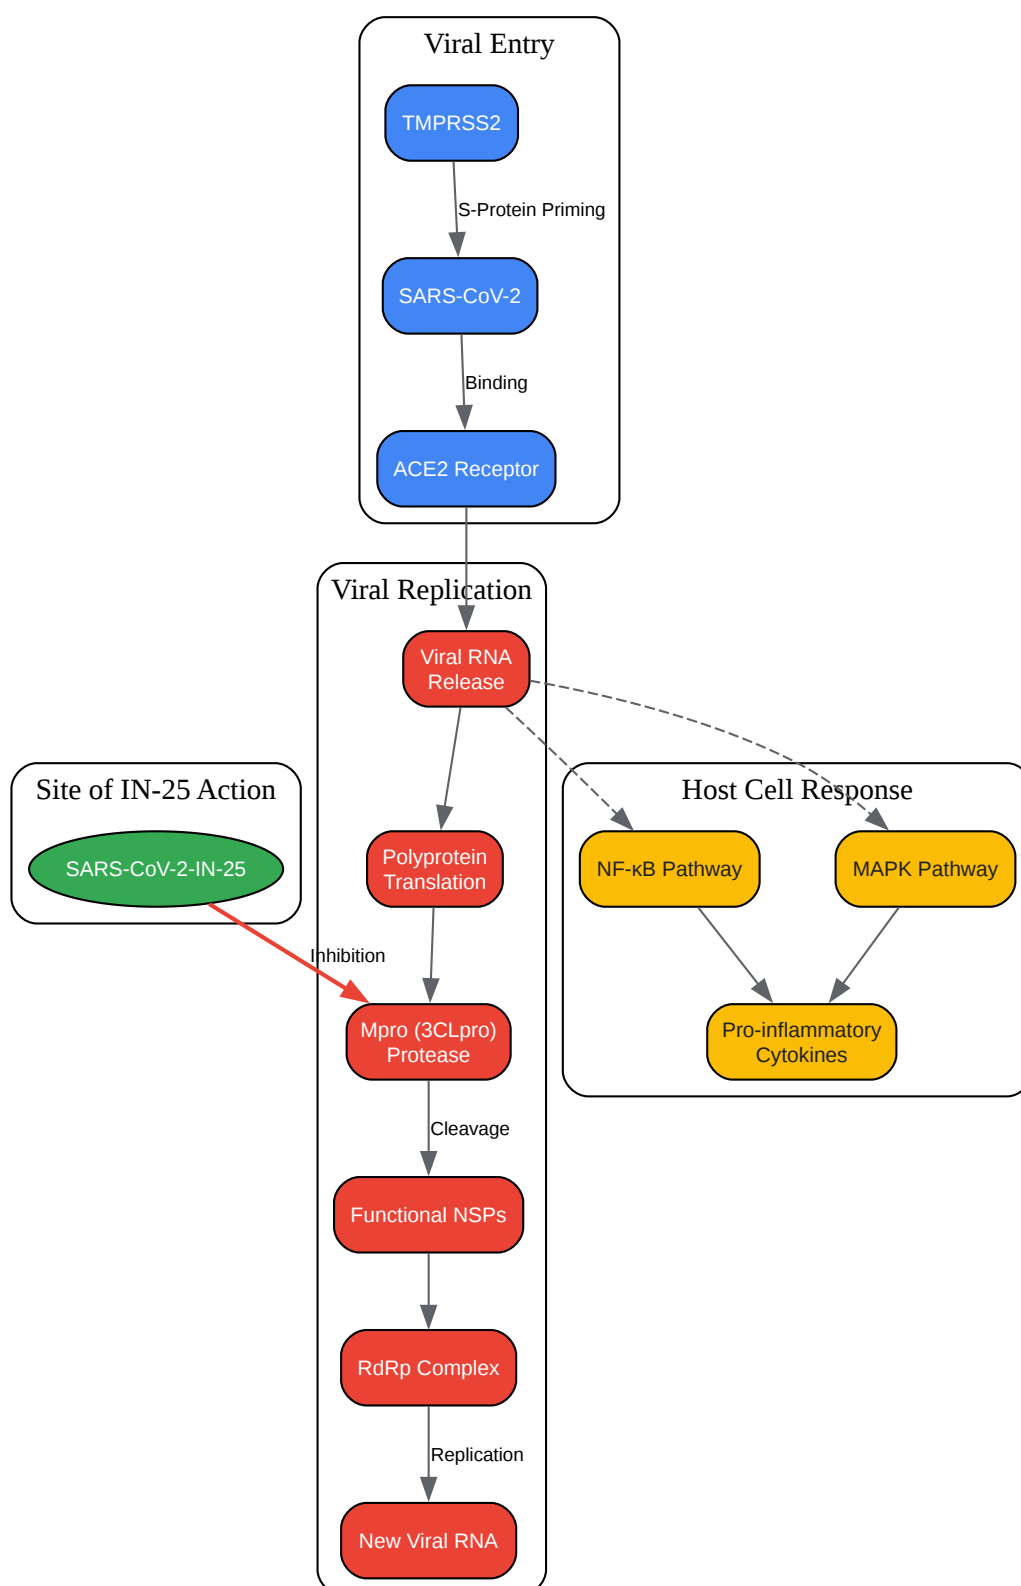 Viral Entry
TMPRSS2
S-Protein Priming
SARS-CoV-2
Binding
ACE2 Receptor
Viral Replication
Viral RNA
Release
Site of IN-25 Action
SARS-CoV-2-IN-25
Inhibition
Polyprotein
Translation
Mpro (3CLpro)
Protease
Cleavage
Functional NSPs
RdRp Complex
Replication
New Viral RNA
Host Cell Response
NF-κB Pathway
MAPK Pathway
Pro-inflammatory
Cytokines